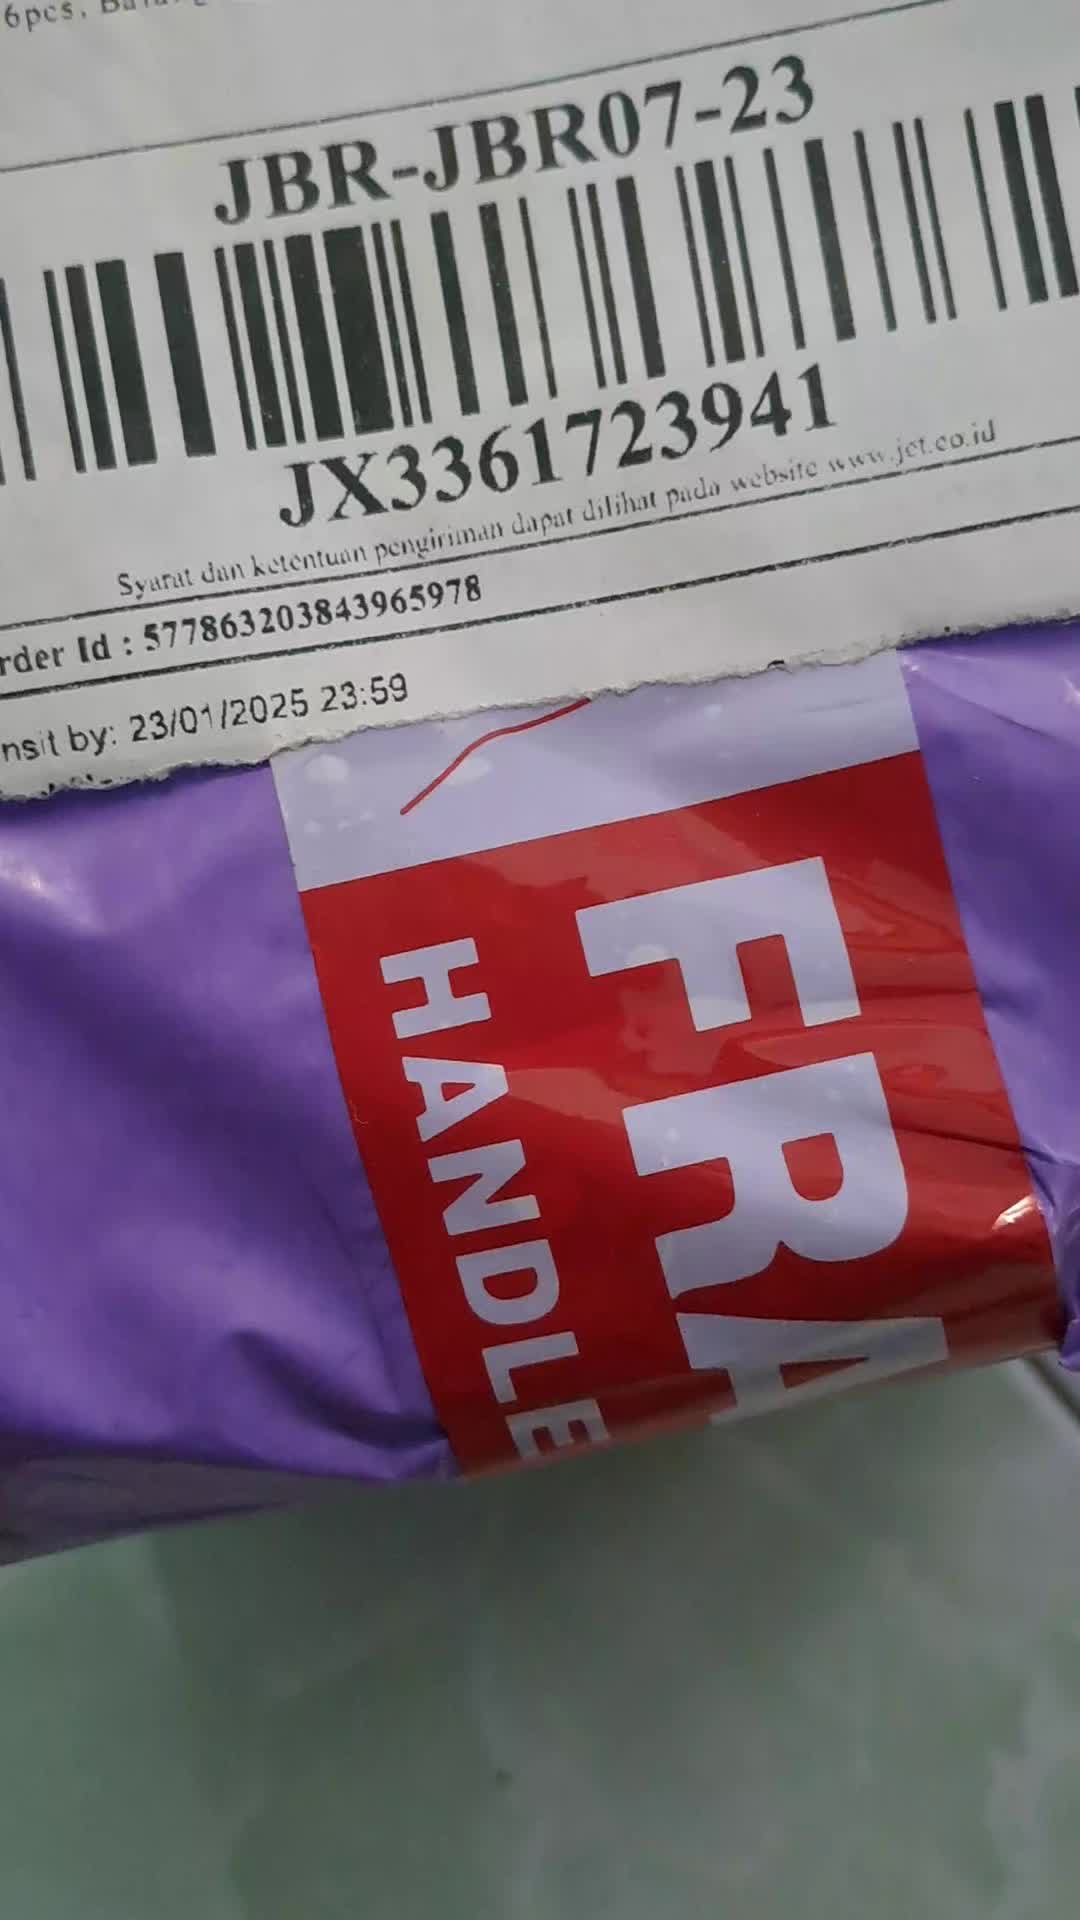 6pcs,
JBR-JBR07-23
JX3361723941
Syarat dan ketentuan pengiriman dapat dilihat pada website www.jet.co.id
rder Id : 577863203843965978
nsit by: 23/01/2025 23:59
FRA
HANDLE